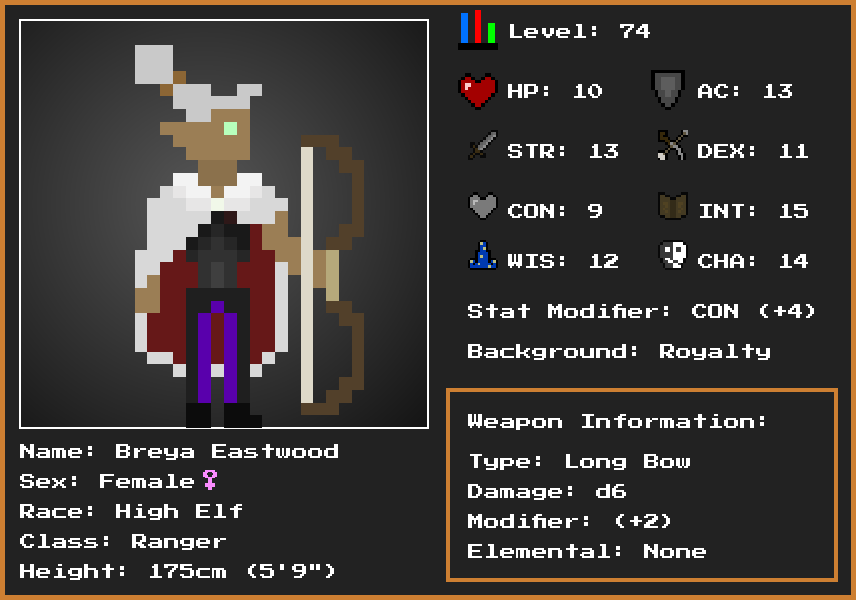 Level: 74
HP: 10 AC: 13
STR: 13 DEX: 11
CON: 9 INT: 15
WIS: 12 CHA: 14
Stat Modifier: CON (+4)
Background: Royalty
Weapon Information:
Type: Long Bow
Damage: d6
Modifier: (+2)
Elemental: None
Name: Breya Eastwood
Sex: Female♀
Race: High Elf
Class: Ranger
Height: 175cm (5'9")